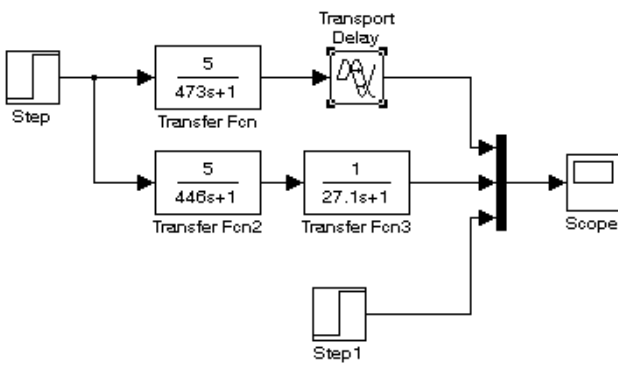 Transport
Delay
5
473s+1
Step
Transfer Fcn
5
446s+1
1
27.1s+1
Transfer Fcn2
Transfer Fcn3
Scope
Step1